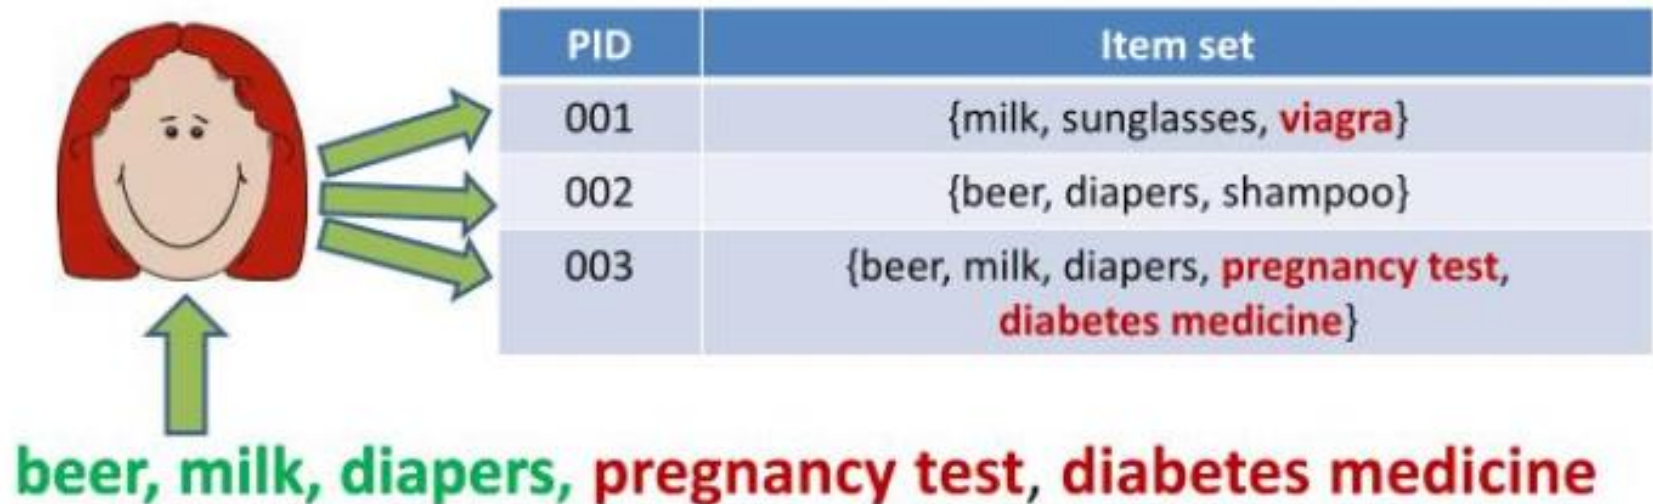 PID Item set
001 {milk, sunglasses, viagra}
002 {beer, diapers, shampoo}
003 {beer, milk, diapers, pregnancy test,
diabetes medicine}
beer, milk, diapers, pregnancy test, diabetes medicine